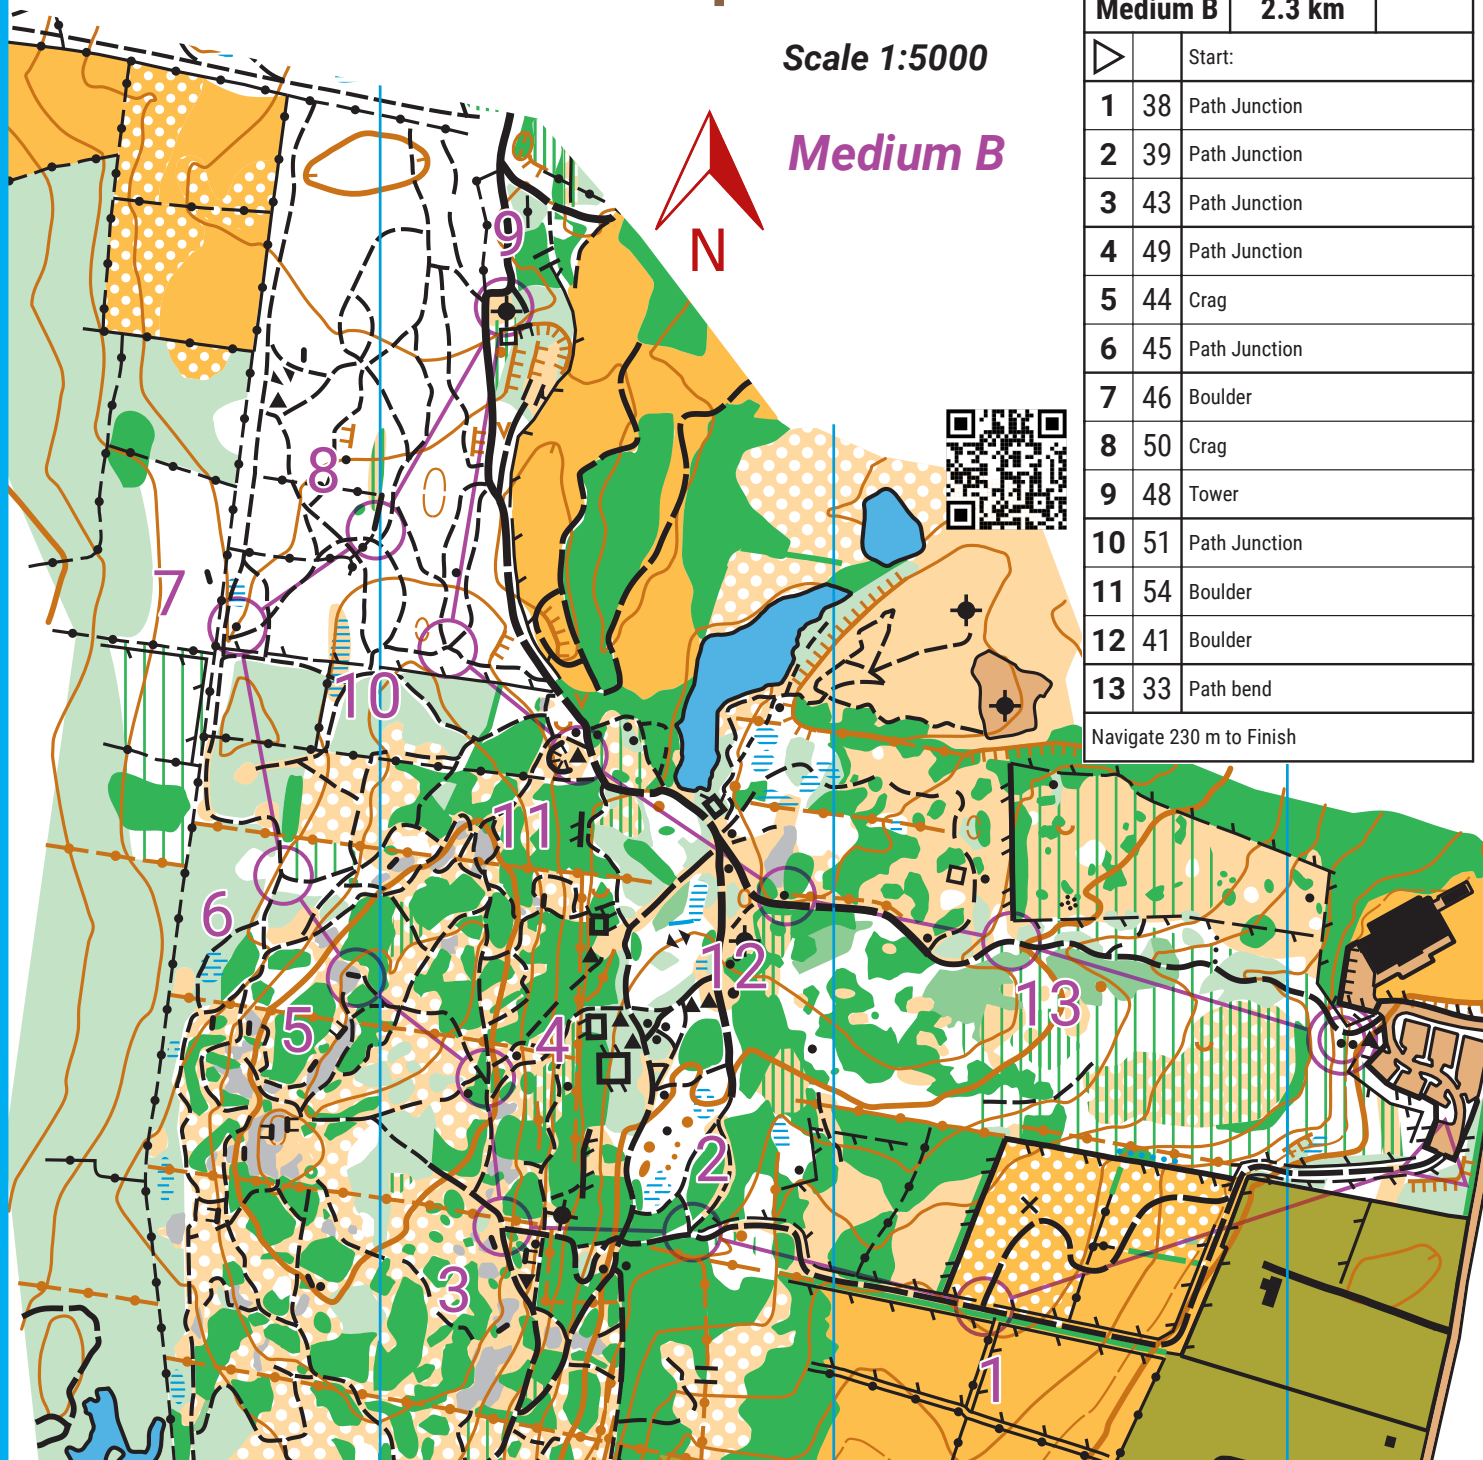 Medium B 2.3 km
Scale 1:5000
Start:
1 38 Path Junction
Medium B
2 39 Path Junction
3 43 Path Junction
N
4 49 Path Junction
5 44 Crag
6 45 Path Junction
7 46 Boulder
8 50 Crag
9 48 Tower
10 51 Path Junction
11 54 Boulder
12 41 Boulder
13 33 Path bend
Navigate 230 m to Finish
9
8
7
10
11
6
12
5
4
13
2
3
1